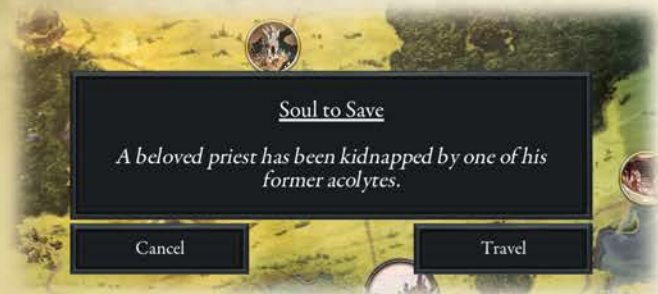 Soul to Save
A beloved priest has been kidnapped by one of his
former acolytes.
Cancel
Travel